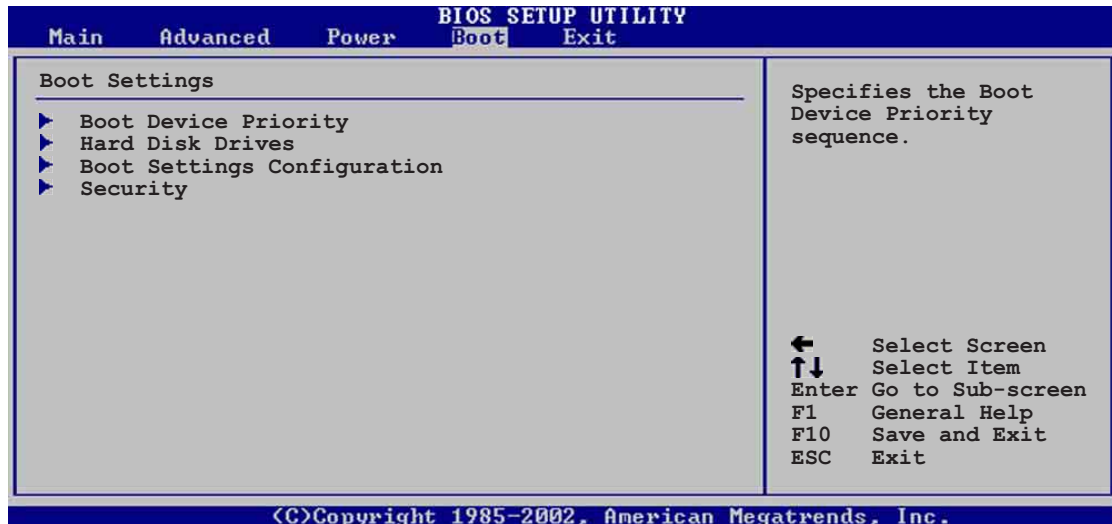 BIOS SETUP UTILITY
Main Advanced Power Boot Exit
Boot Settings
Boot Device Priority
Hard Disk Drives
Boot Settings Configuration
Security
Specifies the Boot
Device Priority
sequence.
← Select Screen
↑↓ Select Item
Enter Go to Sub-screen
F1 General Help
F10 Save and Exit
ESC Exit
(C)Copyright 1985-2002, American Megatrends, Inc.